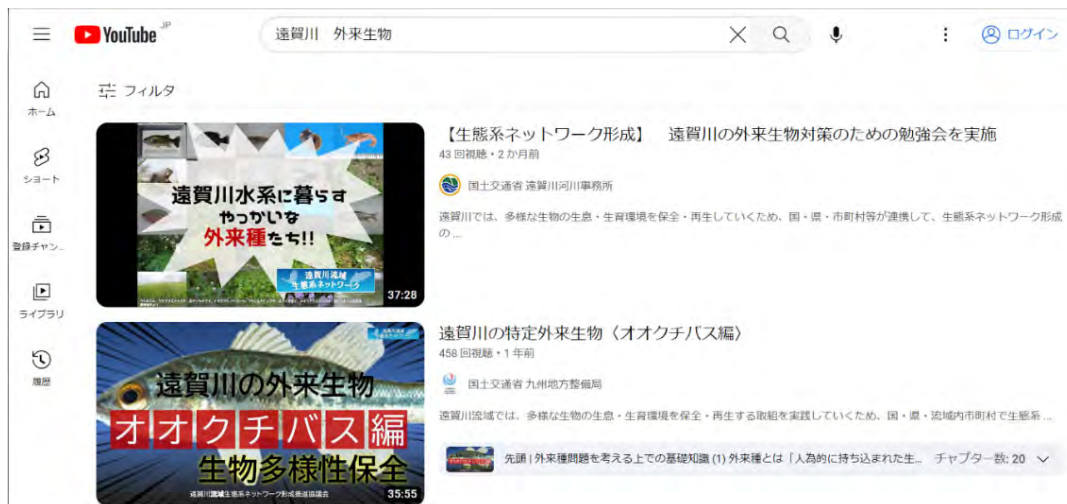 YouTube JP
遠賀川　外来生物
ログイン
ホーム
ショート
登録チャン...
ライブラリ
履歴
フィルタ
遠賀川水系に暮らす
やっかいな
外来種たち!!
遠賀川流域
生態系ネットワーク
37:28
【生態系ネットワーク形成】　遠賀川の外来生物対策のための勉強会を実施
43 回視聴・2 か月前
国土交通省 遠賀川河川事務所
遠賀川では、多様な生物の生息・生育環境を保全・再生していくため、国・県・市町村等が連携して、生態系ネットワーク形成
の ...
遠賀川の外来生物
オオクチバス編
生物多様性保全
遠賀川流域生態系ネットワーク形成推進協議会
35:55
遠賀川の特定外来生物〈オオクチバス編〉
458 回視聴・1 年前
国土交通省 九州地方整備局
遠賀川流域では、多様な生物の生息・生育環境を保全・再生する取組を実践していくため、国・県・流域内市町村で生態系 ...
先頭 | 外来種問題を考える上での基礎知識 (1) 外来種とは「人為的に持ち込まれた生...
チャプター数: 20